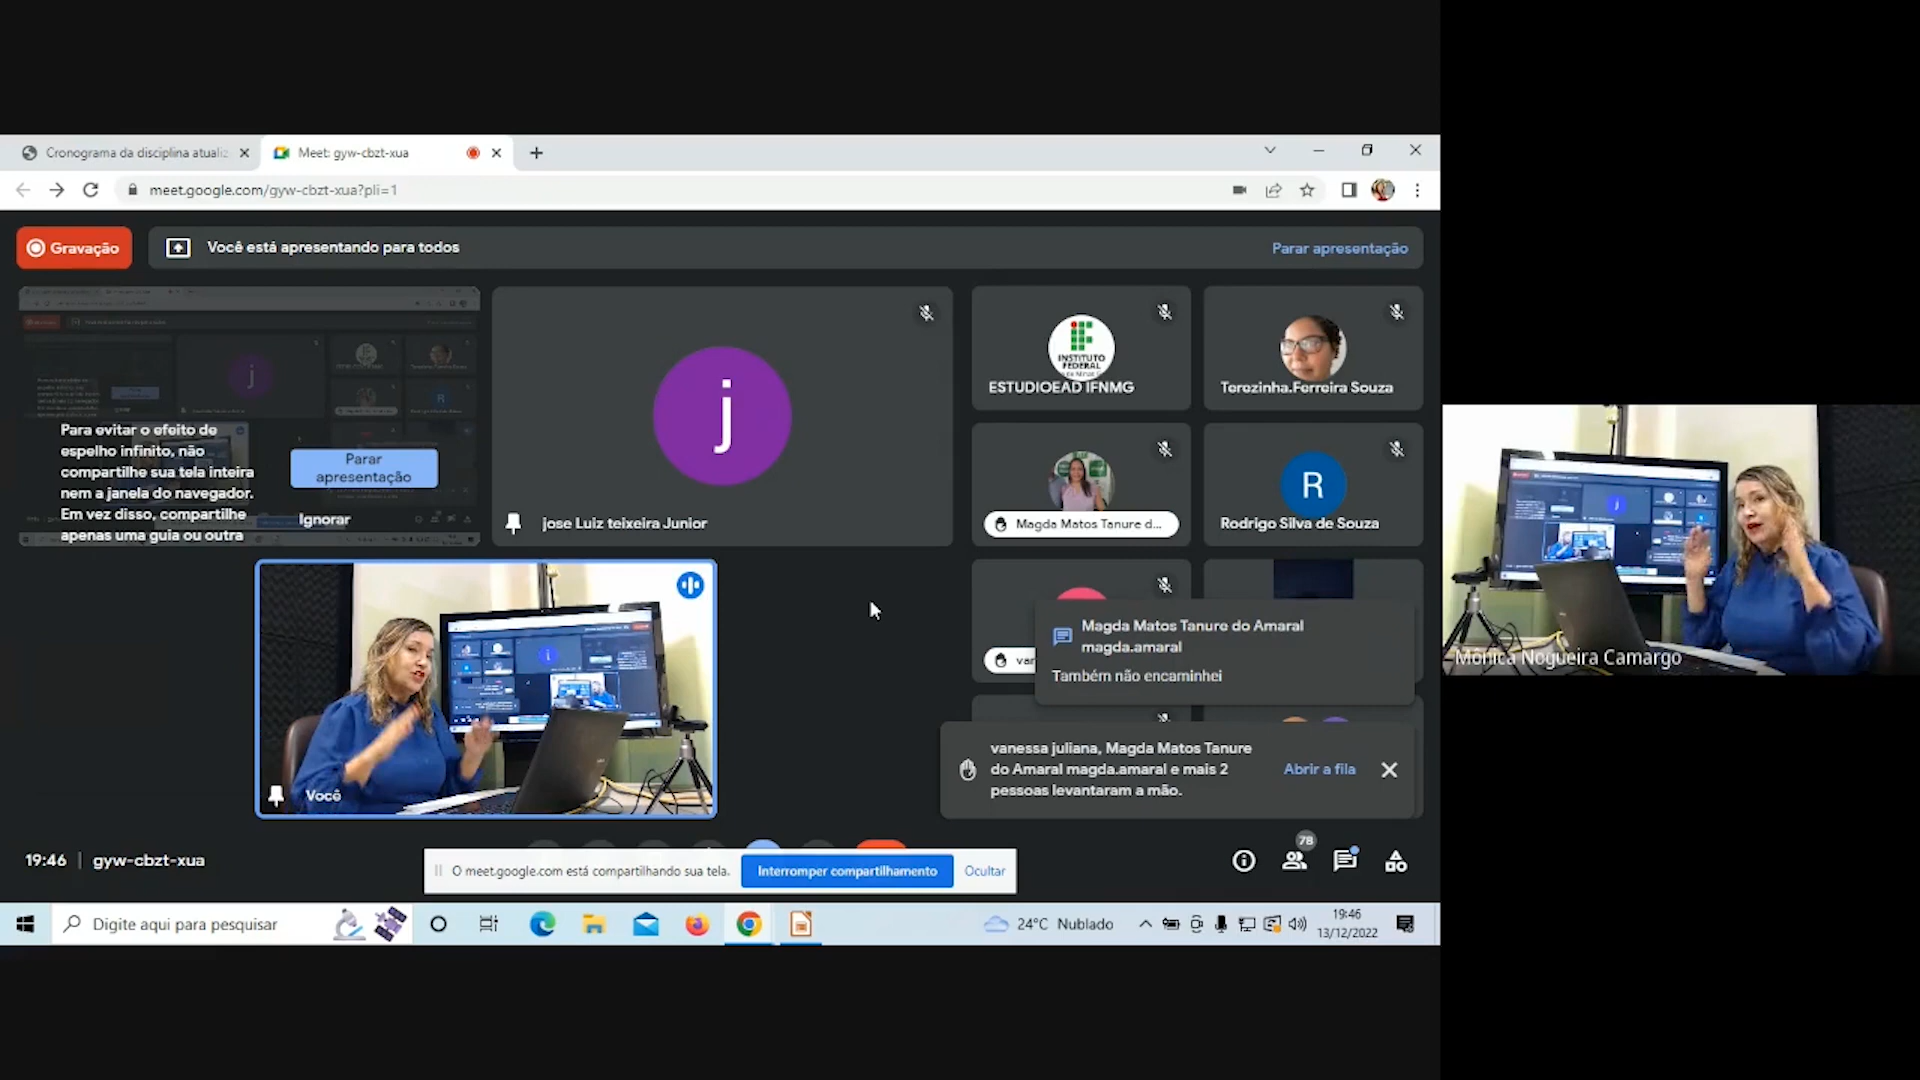 Cronograma da disciplina atualiz
Meet: gyw-cbzt-xua
meet.google.com/gyw-cbzt-xua?pli=1
Gravação
Você está apresentando para todos
Parar apresentação
Para evitar o efeito de
espelho infinito, não
compartilhe sua tela inteira
nem a janela do navegador.
Em vez disso, compartilhe
apenas uma guia ou outra
Parar
apresentação
Ignorar
j
jose Luiz teixeira Junior
INSTITUTO
FEDERAL
ESTUDIOEAD IFNMG
Terezinha.Ferreira Souza
Magda Matos Tanure d...
R
Rodrigo Silva de Souza
var
Magda Matos Tanure do Amaral
magda.amaral
Também não encaminhei
vanessa juliana, Magda Matos Tanure
do Amaral magda.amaral e mais 2
pessoas levantaram a mão.
Abrir a fila
Você
Mônica Nogueira Camargo
19:46 | gyw-cbzt-xua
O meet.google.com está compartilhando sua tela.
Interromper compartilhamento
Ocultar
78
Digite aqui para pesquisar
24°C Nublado
19:46
13/12/2022